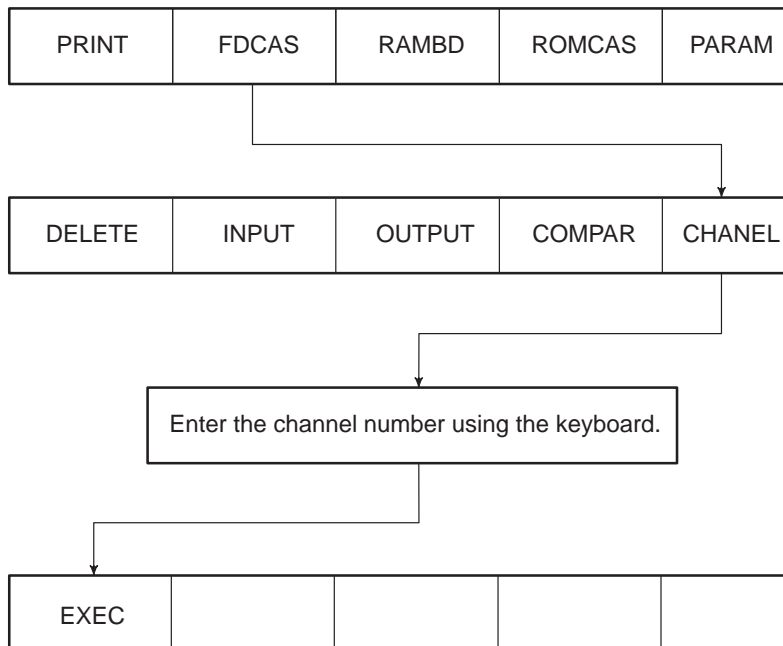 PRINT FDCAS RAMBD ROMCAS PARAM
DELETE INPUT OUTPUT COMPAR CHANEL
Enter the channel number using the keyboard.
EXEC